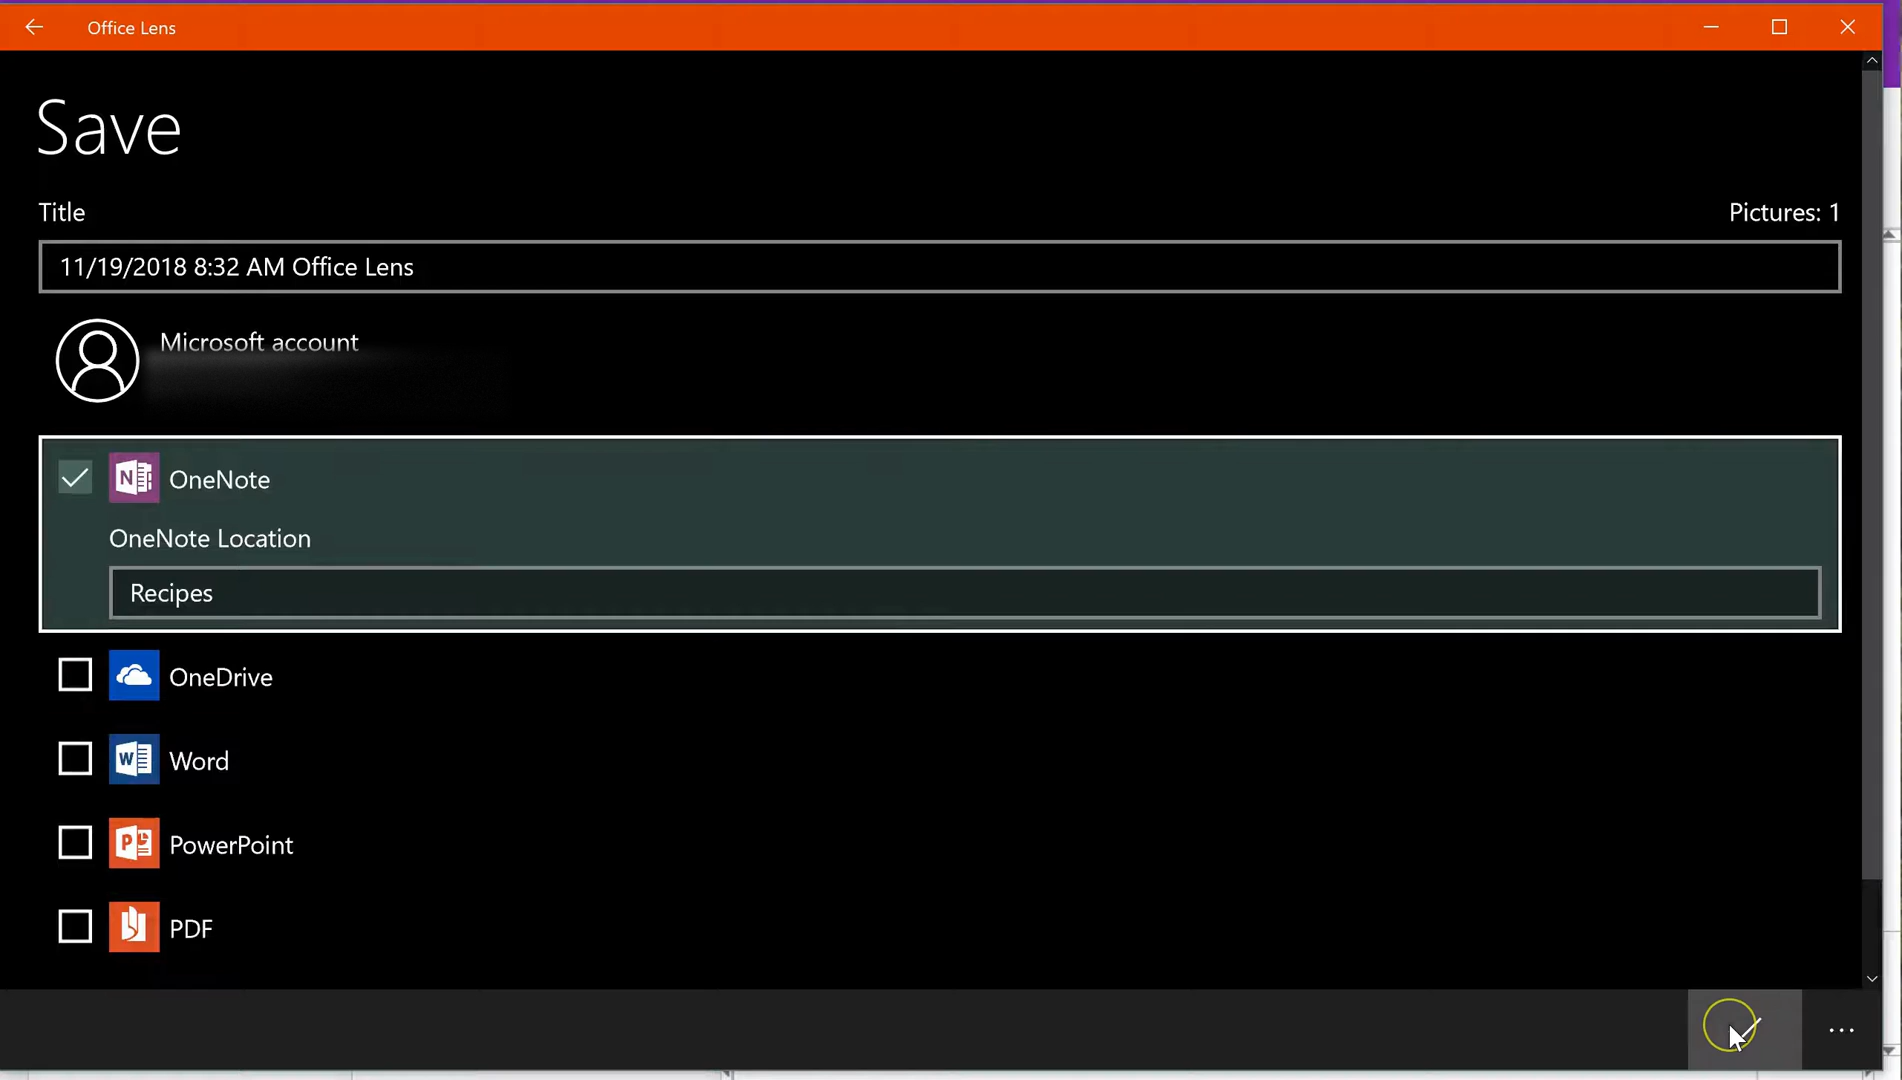 Office Lens
Save
Title
Pictures: 1
11/19/2018 8:32 AM Office Lens
Microsoft account
OneNote
OneNote Location
Recipes
OneDrive
Word
PowerPoint
PDF